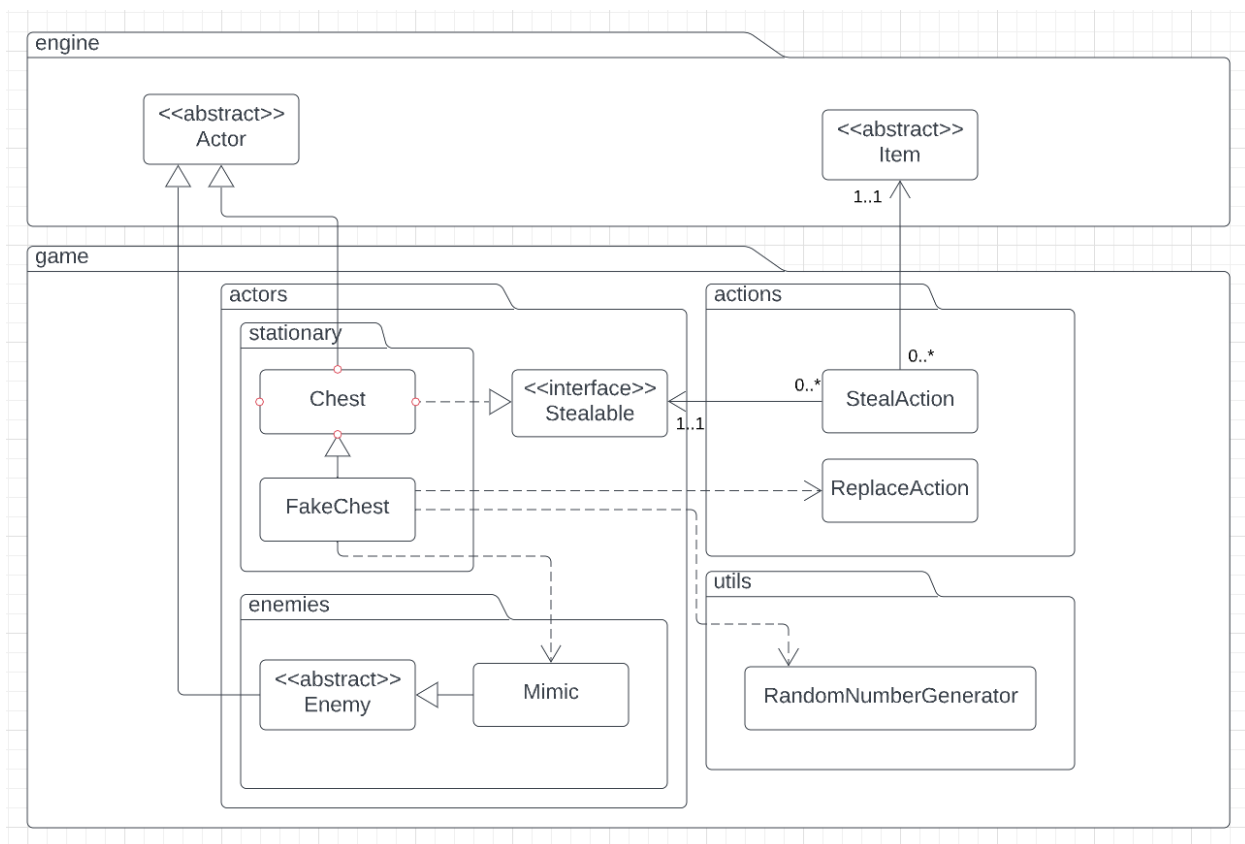 engine
<<abstract>>
Actor
<<abstract>>
Item
1..1
game
actors
actions
stationary
0..*
Chest
<<interface>>
Stealable
0..*
StealAction
1..1
FakeChest
ReplaceAction
utils
enemies
<<abstract>>
Enemy
Mimic
RandomNumberGenerator